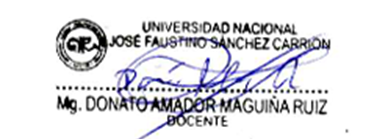 UNIVERSIDAD NACIONAL
JOSÉ FAUSTINO SÁNCHEZ CARRIÓN
Mg. DONATO AMADOR MAGUIÑA RUIZ
DOCENTE